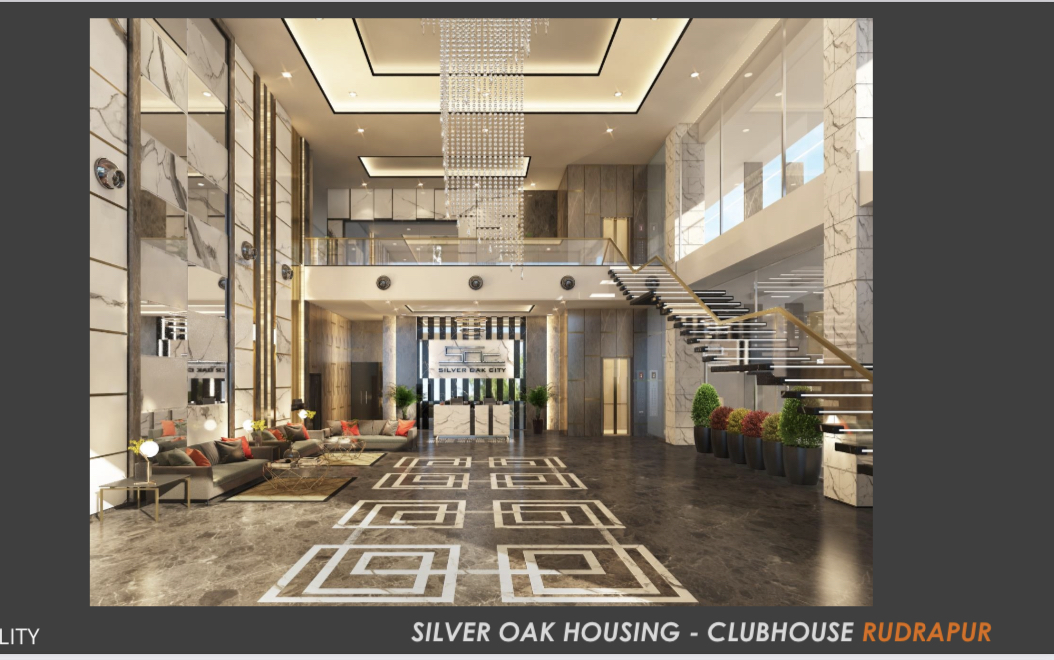 SILVER OAK CITY
LITY
SILVER OAK HOUSING - CLUBHOUSE RUDRAPUR